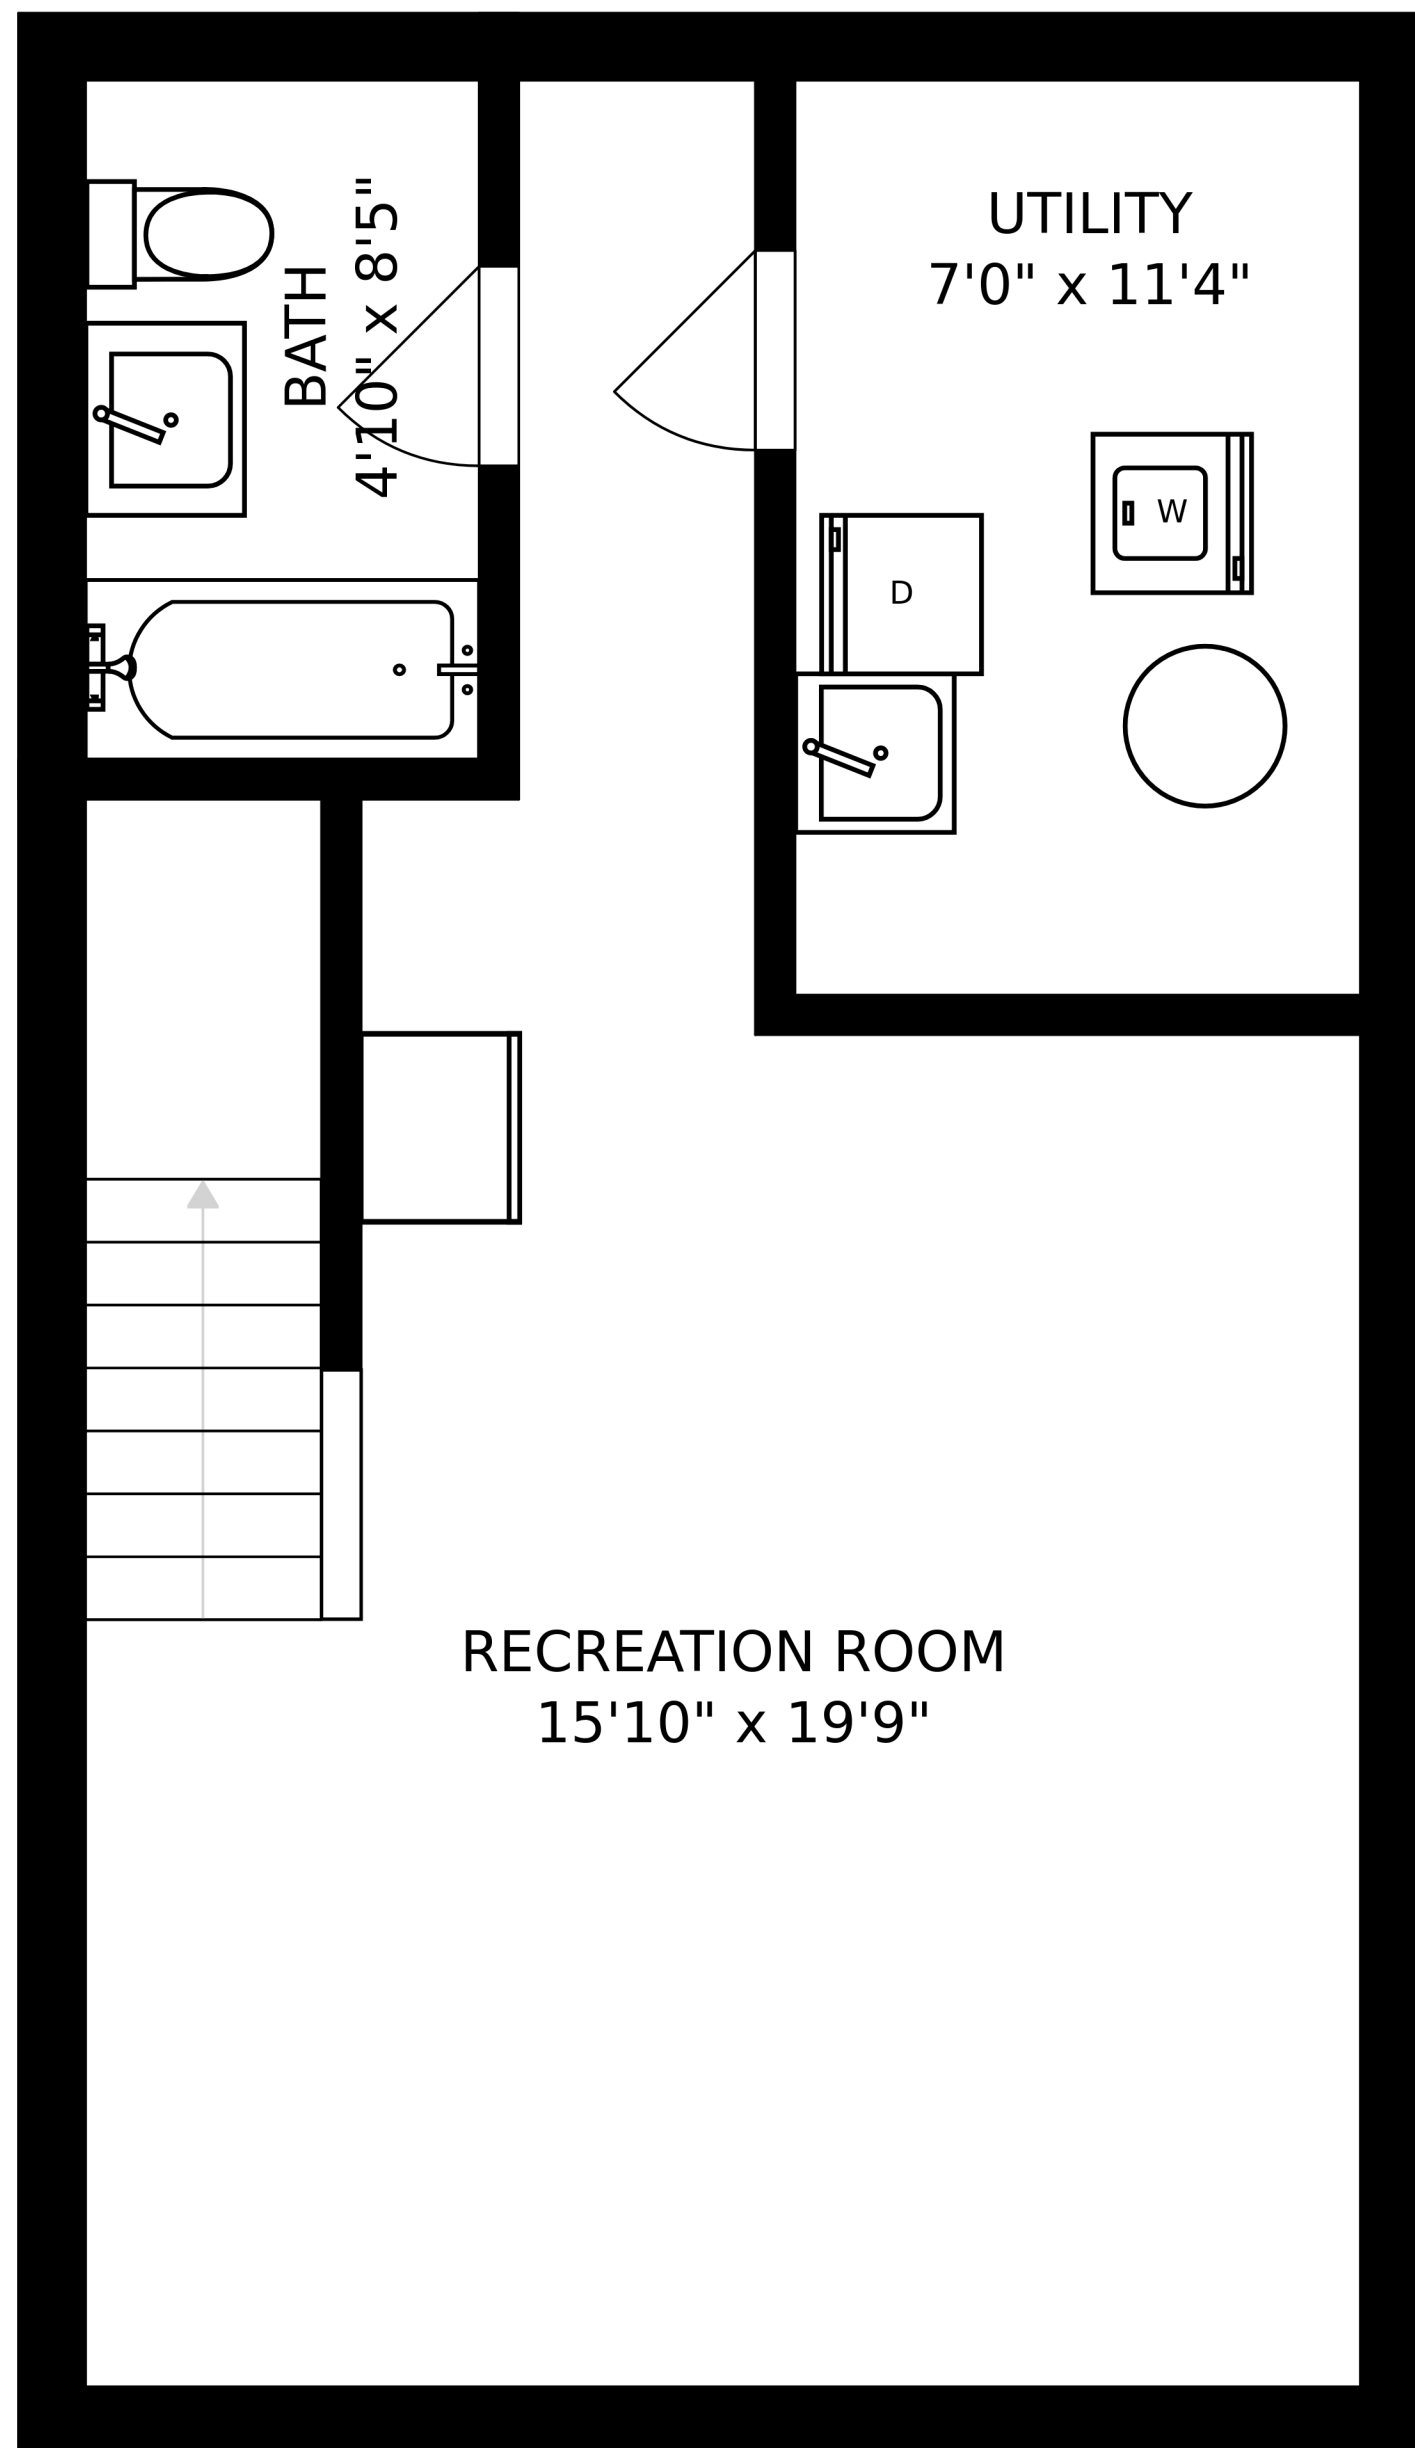 BATH
4'10" x 8'5"
UTILITY
7'0" x 11'4"
W
D
RECREATION ROOM
15'10" x 19'9"